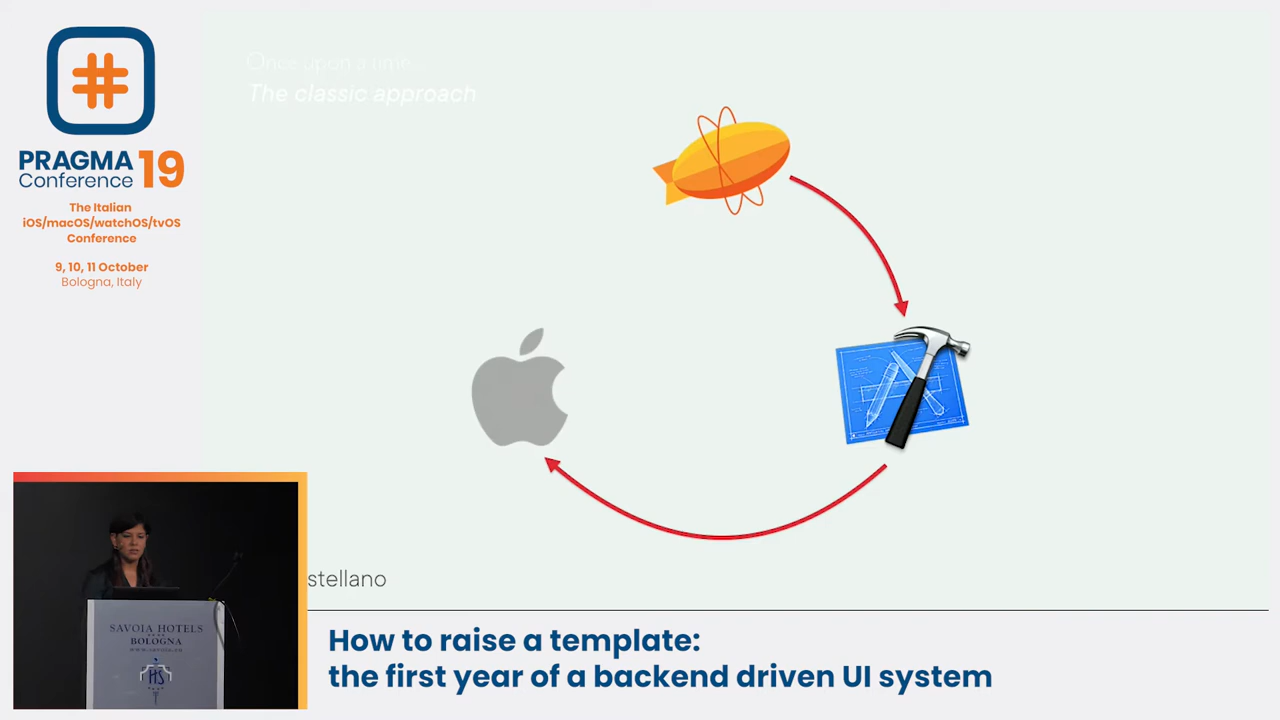 PRAGMA 19
Conference
The Italian
iOS/macOS/watchOS/tvOS
Conference
9, 10, 11 October
Bologna, Italy
Once upon a time..
The classic approach
stellano
SAVOIA HOTELS
BOLOGNA
HS
How to raise a template:
the first year of a backend driven UI system